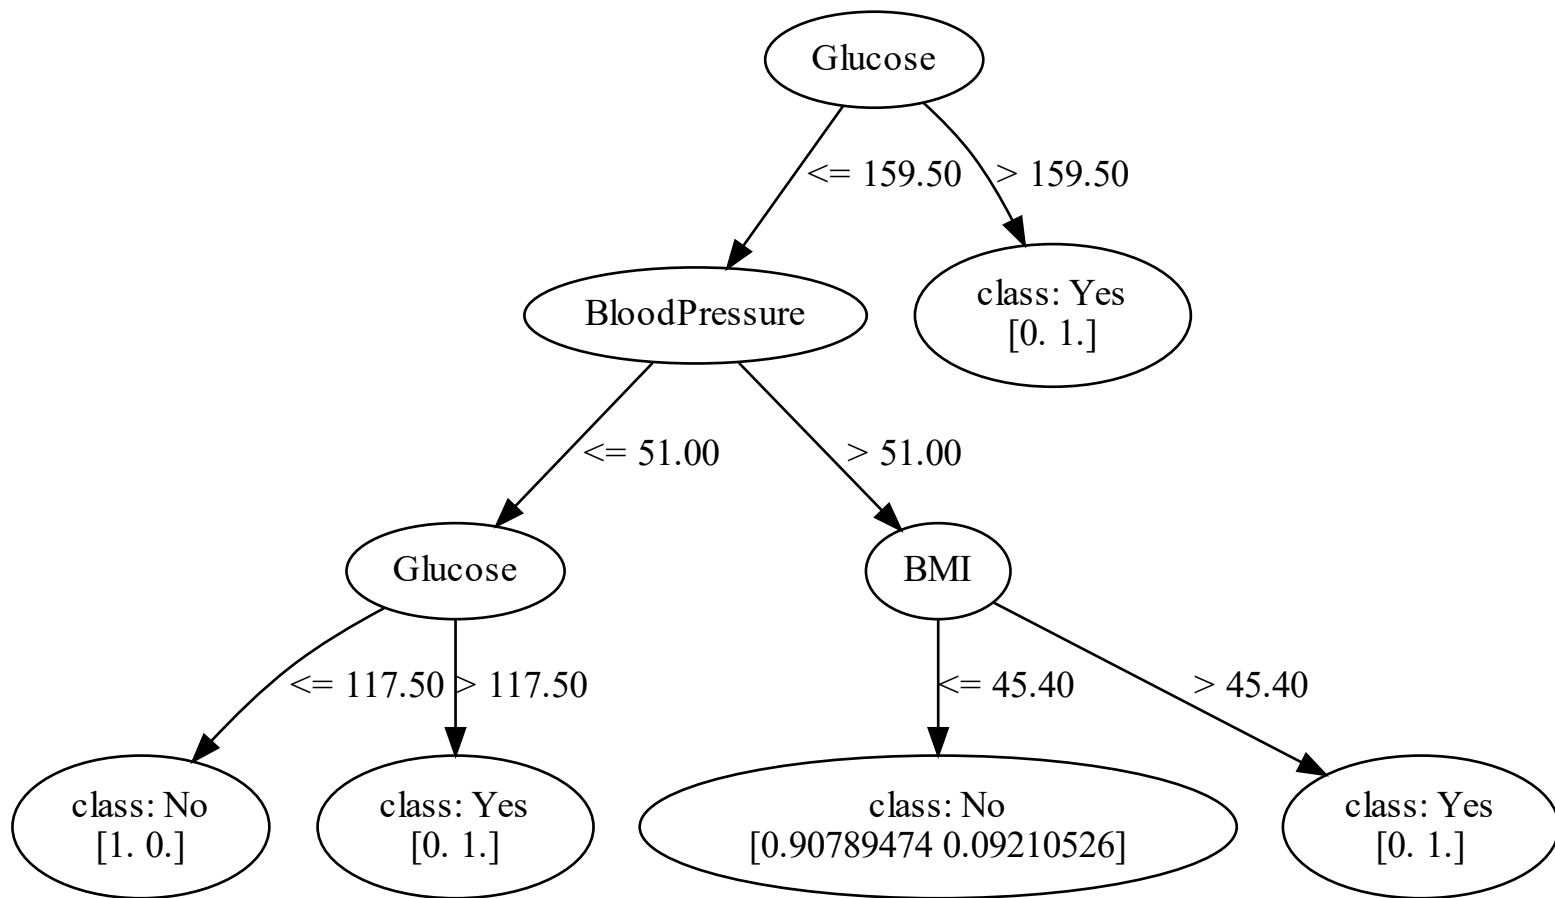 Glucose
<= 159.50
> 159.50
BloodPressure
class: Yes
[0. 1.]
<= 51.00
> 51.00
Glucose
BMI
<= 117.50
> 117.50
<= 45.40
> 45.40
class: No
[1. 0.]
class: Yes
[0. 1.]
class: No
[0.90789474 0.09210526]
class: Yes
[0. 1.]